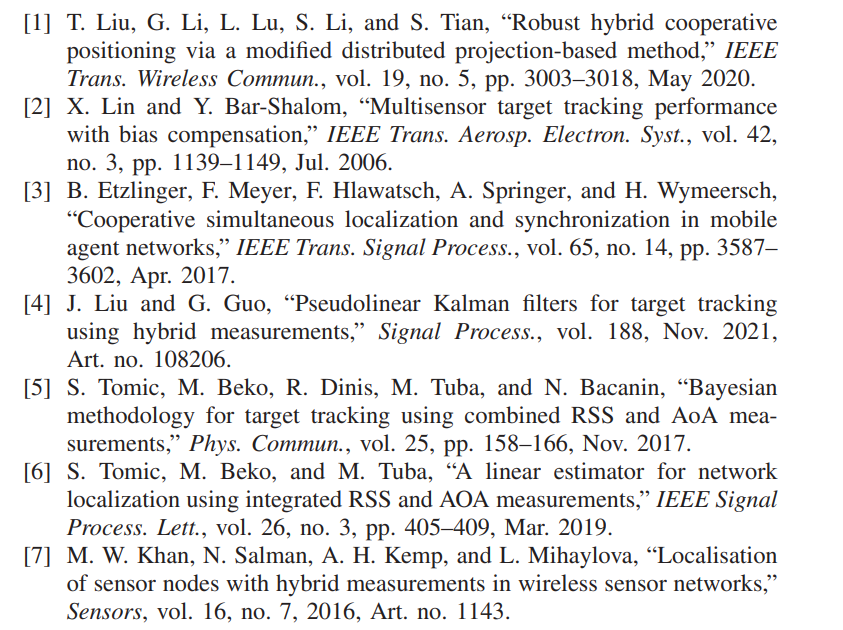 [1] T. Liu, G. Li, L. Lu, S. Li, and S. Tian, “Robust hybrid cooperative
positioning via a modified distributed projection-based method,” IEEE
Trans. Wireless Commun., vol. 19, no. 5, pp. 3003–3018, May 2020.
[2] X. Lin and Y. Bar-Shalom, “Multisensor target tracking performance
with bias compensation,” IEEE Trans. Aerosp. Electron. Syst., vol. 42,
no. 3, pp. 1139–1149, Jul. 2006.
[3] B. Etzlinger, F. Meyer, F. Hlawatsch, A. Springer, and H. Wymeersch,
“Cooperative simultaneous localization and synchronization in mobile
agent networks,” IEEE Trans. Signal Process., vol. 65, no. 14, pp. 3587–
3602, Apr. 2017.
[4] J. Liu and G. Guo, “Pseudolinear Kalman filters for target tracking
using hybrid measurements,” Signal Process., vol. 188, Nov. 2021,
Art. no. 108206.
[5] S. Tomic, M. Beko, R. Dinis, M. Tuba, and N. Bacanin, “Bayesian
methodology for target tracking using combined RSS and AoA mea-
surements,” Phys. Commun., vol. 25, pp. 158–166, Nov. 2017.
[6] S. Tomic, M. Beko, and M. Tuba, “A linear estimator for network
localization using integrated RSS and AOA measurements,” IEEE Signal
Process. Lett., vol. 26, no. 3, pp. 405–409, Mar. 2019.
[7] M. W. Khan, N. Salman, A. H. Kemp, and L. Mihaylova, “Localisation
of sensor nodes with hybrid measurements in wireless sensor networks,”
Sensors, vol. 16, no. 7, 2016, Art. no. 1143.